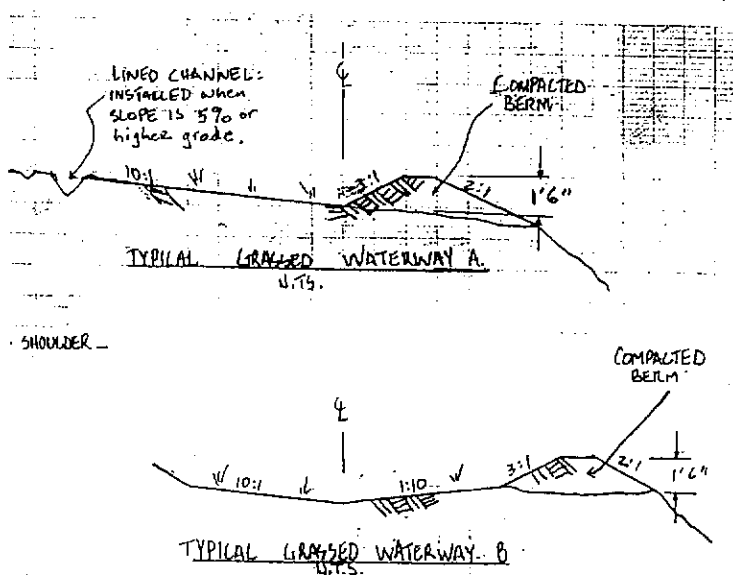 LINED CHANNEL:
INSTALLED when
SLOPE IS 5% or
higher grade.
℄
COMPACTED
BERM
10:1
3:1
2:1
1'6"
TYPICAL GRASSED WATERWAY A.
N.T.S.
SHOULDER
COMPACTED
BERM
℄
10:1
1:10
3:1
2:1
1'6"
TYPICAL GRASSED WATERWAY B
N.T.S.